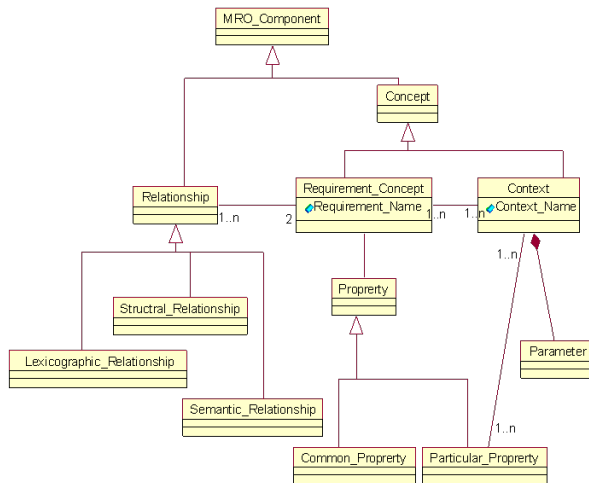 MRO_Component
Concept
Relationship
1..n
2
Requirement_Concept
Requirement_Name
1..n
1..n
Context
Context_Name
1..n
Proprerty
Structral_Relationship
Lexicographic_Relationship
Parameter
Semantic_Relationship
1..n
Common_Proprerty
Particular_Proprerty